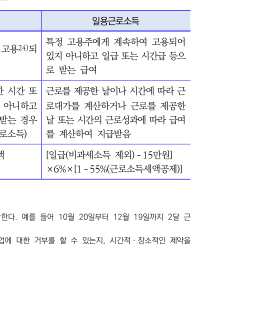 일용근로소득
고용24)되
특정 고용주에게 계속하여 고용되어
있지 아니하고 일급 또는 시간급 등으
로 받는 급여
한 시간 또
아니하고
받는 경우
로소득)
근로를 제공한 날이나 시간에 따라 근
로대가를 계산하거나 근로를 제공한
날 또는 시간의 근로성과에 따라 급여
를 계산하여 지급받음
액
[일급(비과세소득 제외) - 15만원]
×6%×[1 - 55%(근로소득세액공제)]
한다. 예를 들어 10월 20일부터 12월 19일까지 2달 근
업에 대한 거부를 할 수 있는지, 시간적·장소적인 제약을